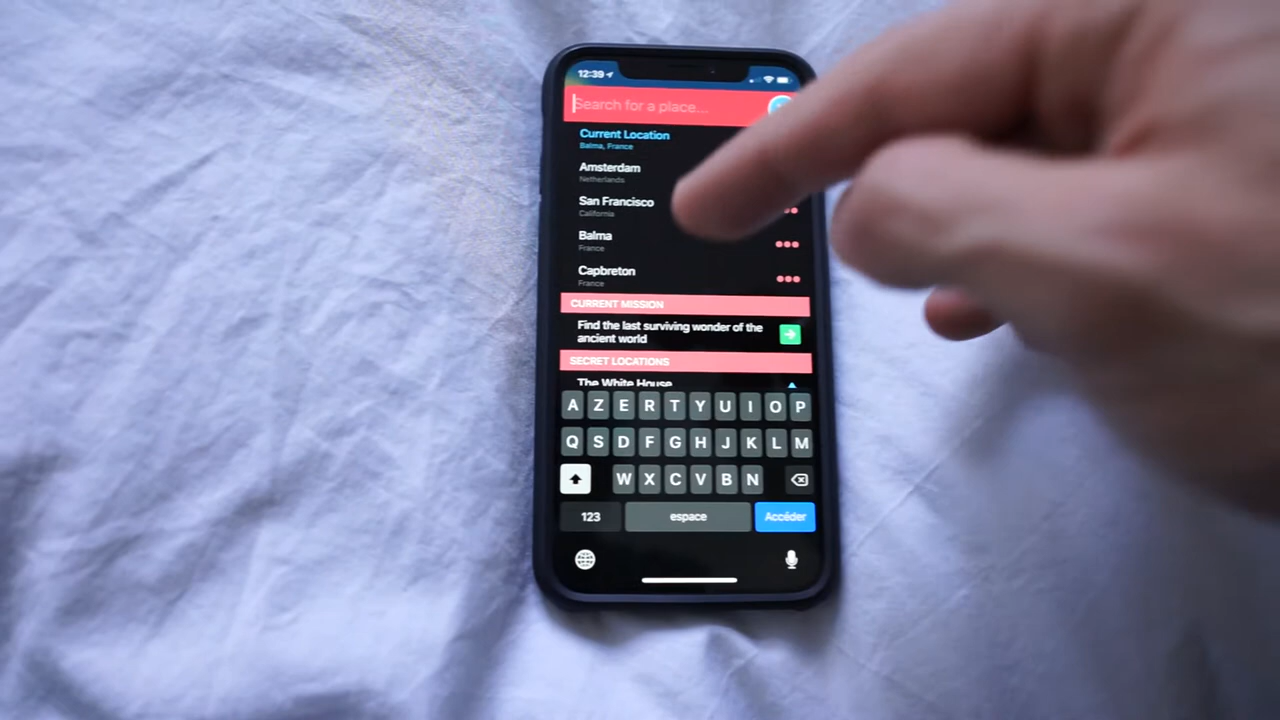 12:39
Search for a place...
Current Location
Balma, France
Amsterdam
Netherlands
San Francisco
California
Balma
France
Capbreton
France
CURRENT MISSION
Find the last surviving wonder of the
ancient world
SECRET LOCATIONS
The White House
A Z E R T Y U I O P
Q S D F G H J K L M
W X C V B N
123 espace Accéder